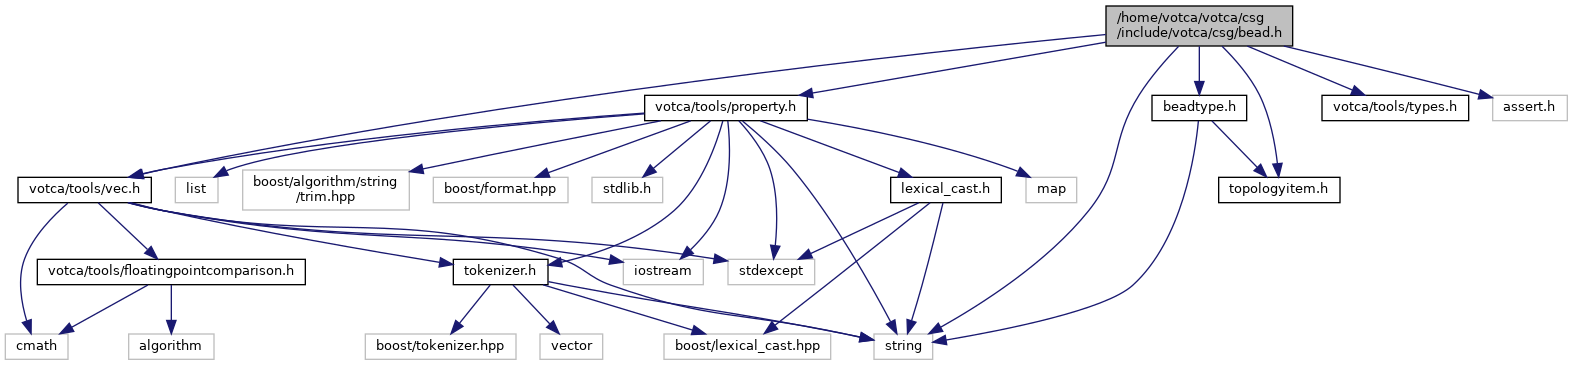 /home/votca/votca/csg
/include/votca/csg/bead.h
votca/tools/property.h
beadtype.h
votca/tools/types.h
assert.h
votca/tools/vec.h
list
boost/algorithm/string
/trim.hpp
boost/format.hpp
stdlib.h
lexical_cast.h
map
topologyitem.h
votca/tools/floatingpointcomparison.h
tokenizer.h
iostream
stdexcept
cmath
algorithm
boost/tokenizer.hpp
vector
boost/lexical_cast.hpp
string